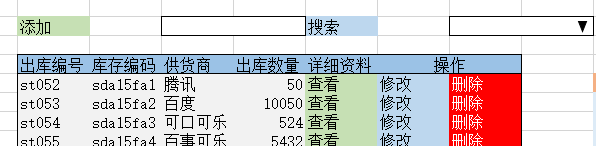 添加 搜索
出库编号 库存编码 供货商 出库数量 详细资料 操作
st052 sda15fa1 腾讯 50 查看 修改 删除
st053 sda15fa2 百度 10050 查看 修改 删除
st054 sda15fa3 可口可乐 524 查看 修改 删除
st055 sda15fa4 百事可乐 5432 查看 修改 删除